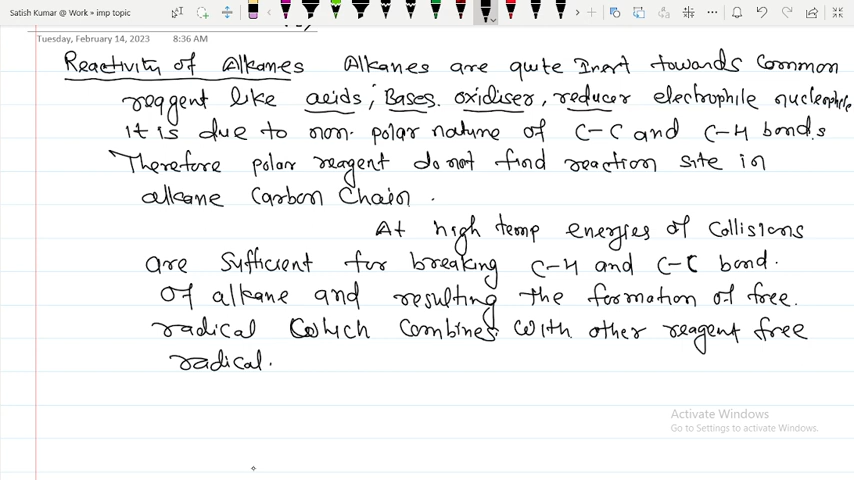 Satish Kumar @ Work » imp topic
Tuesday, February 14, 2023 8:36 AM
Reactivity of Alkanes Alkanes are qute Inert towards Common
reagent like acids, Bases. oxidiser, reducer electrophile nucleophile
it is due to non-polar nature of C-C and C-H bonds
Therefore polar reagent do not find reaction site in
alkane Carbon Chain.
At high temp energies of Collisions
are Sufficient for breaking C-H and C-C bond.
Of alkane and resulting the formation of free.
radical Which Combines With other reagent free
radical.
Activate Windows
Go to Settings to activate Windows.